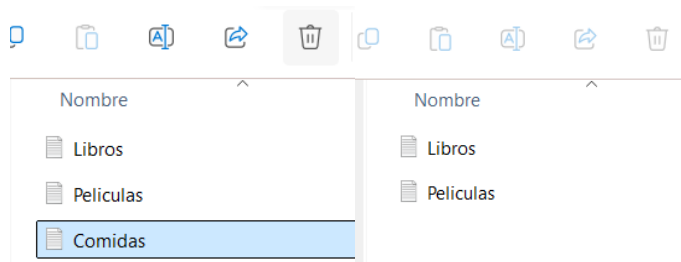 Nombre
Libros
Peliculas
Comidas
Nombre
Libros
Peliculas